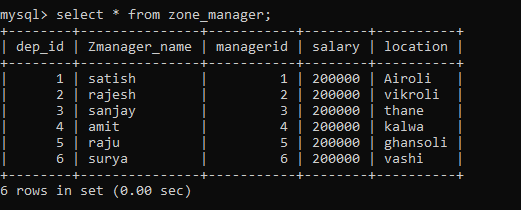 mysql> select * from zone_manager;
+--------+---------------+-----------+--------+----------+
| dep_id | Zmanager_name | managerid | salary | location |
+--------+---------------+-----------+--------+----------+
|      1 | satish        |         1 | 200000 | Airoli   |
|      2 | rajesh        |         2 | 200000 | vikroli  |
|      3 | sanjay        |         3 | 200000 | thane    |
|      4 | amit          |         4 | 200000 | kalwa    |
|      5 | raju          |         5 | 200000 | ghansoli |
|      6 | surya         |         6 | 200000 | vashi    |
+--------+---------------+-----------+--------+----------+
6 rows in set (0.00 sec)